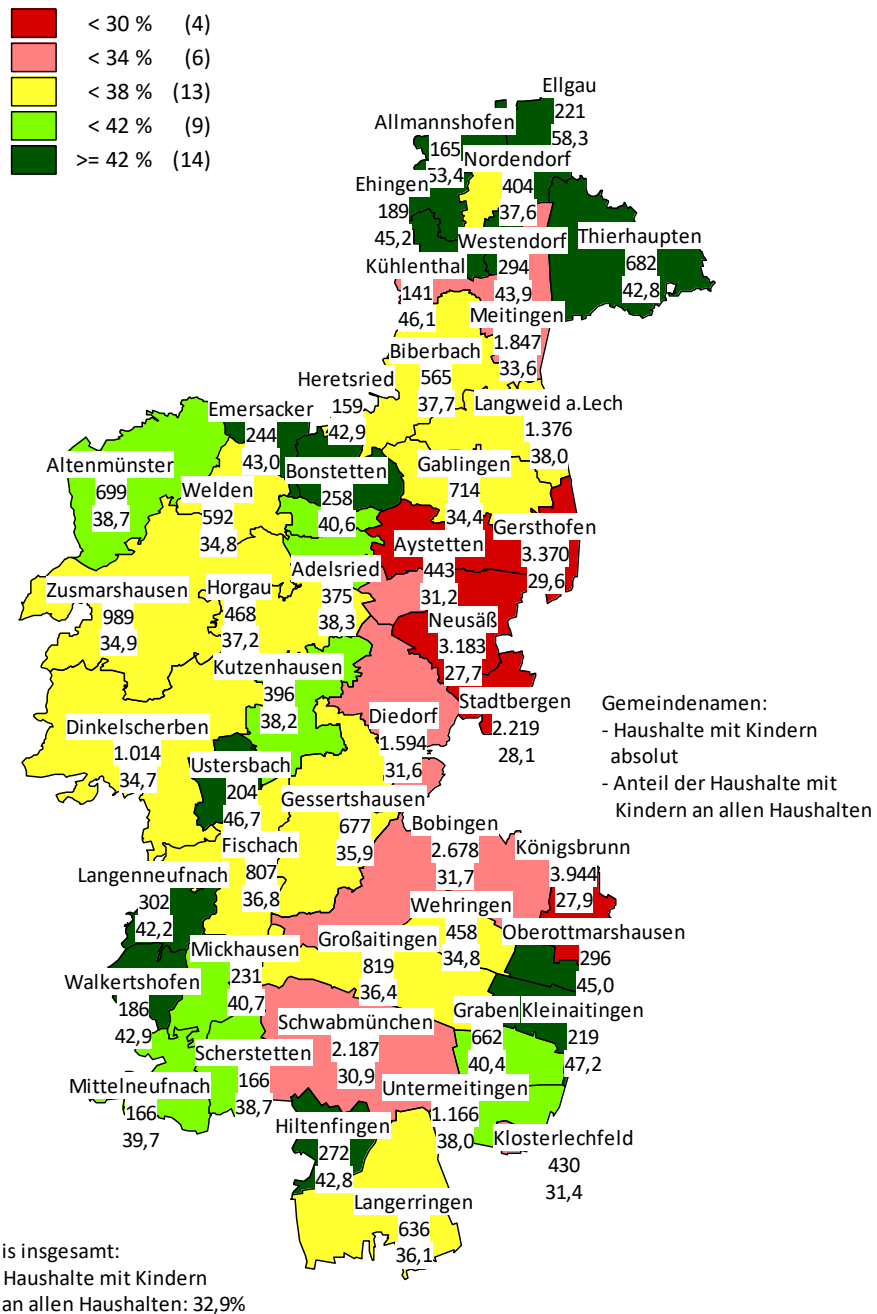 < 30 % (4)
< 34 % (6)
< 38 % (13)
< 42 % (9)
>= 42 % (14)
Ellgau
221
58,3
Allmannshofen
165
53,4
Nordendorf
404
37,6
Ehingen
189
45,2
Westendorf
294
43,9
Thierhaupten
682
42,8
Kühlenthal
141
46,1
Meitingen
1.847
33,6
Biberbach
565
37,7
Heretsried
159
42,9
Langweid a.Lech
1.376
38,0
Emersacker
244
43,0
Altenmünster
699
38,7
Welden
592
34,8
Bonstetten
258
40,6
Gablingen
714
34,4
Gersthofen
3.370
29,6
Aystetten
443
31,2
Adelsried
375
38,3
Zusmarshausen
989
34,9
Horgau
468
37,2
Neusäß
3.183
27,7
Kutzenhausen
396
38,2
Stadtbergen
2.219
28,1
Gemeindenamen:
- Haushalte mit Kindern
absolut
- Anteil der Haushalte mit
Kindern an allen Haushalten
Dinkelscherben
1.014
34,7
Diedorf
1.594
31,6
Ustersbach
204
46,7
Gessertshausen
677
35,9
Bobingen
2.678
31,7
Königsbrunn
3.944
27,9
Fischach
807
36,8
Langenneufnach
302
42,2
Wehringen
458
34,8
Oberottmarshausen
296
45,0
Mickhausen
231
40,7
Großaitingen
819
36,4
Walkertshofen
186
42,9
Graben
662
40,4
Kleinaitingen
219
47,2
Schwabmünchen
2.187
30,9
Scherstetten
166
38,7
Mittelneufnach
166
39,7
Untermeitingen
1.166
38,0
Hiltenfingen
272
42,8
Klosterlechfeld
430
31,4
Langerringen
636
36,1
is insgesamt:
Haushalte mit Kindern
an allen Haushalten: 32,9%